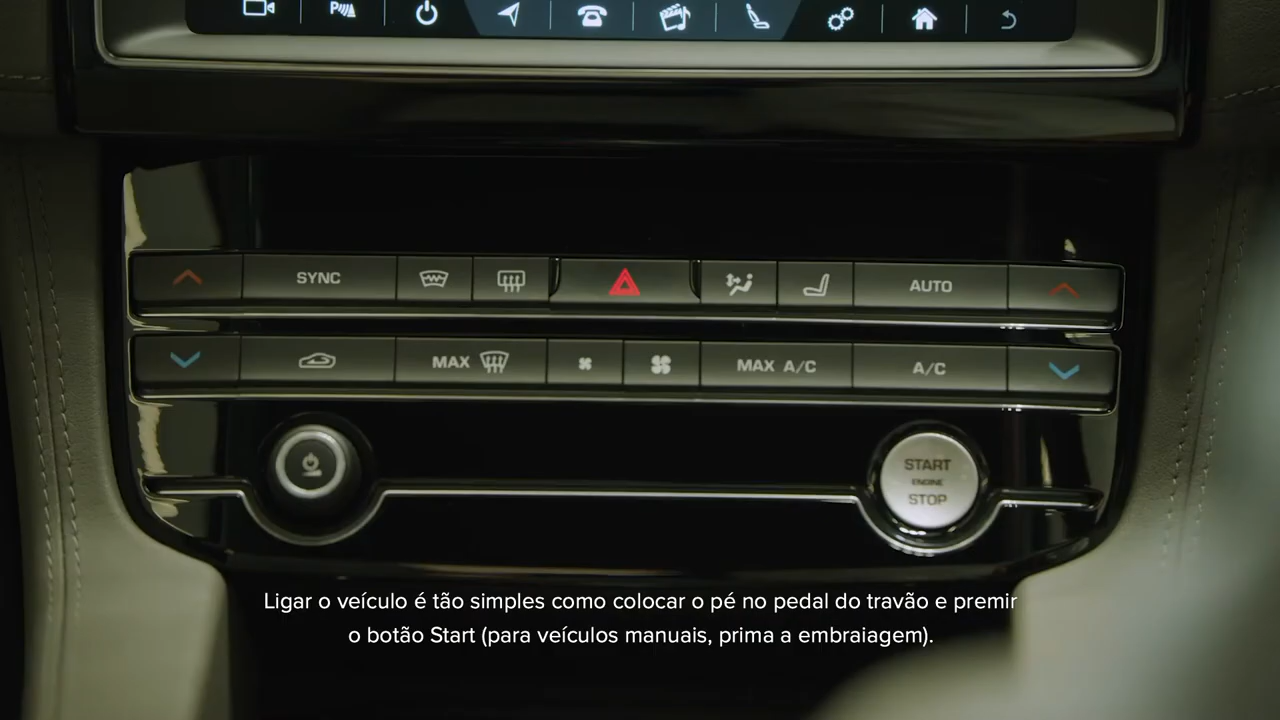 SYNC
AUTO
MAX
MAX A/C
A/C
START
ENGINE
STOP
Ligar o veículo é tão simples como colocar o pé no pedal do travão e premir
o botão Start (para veículos manuais, prima a embraiagem).